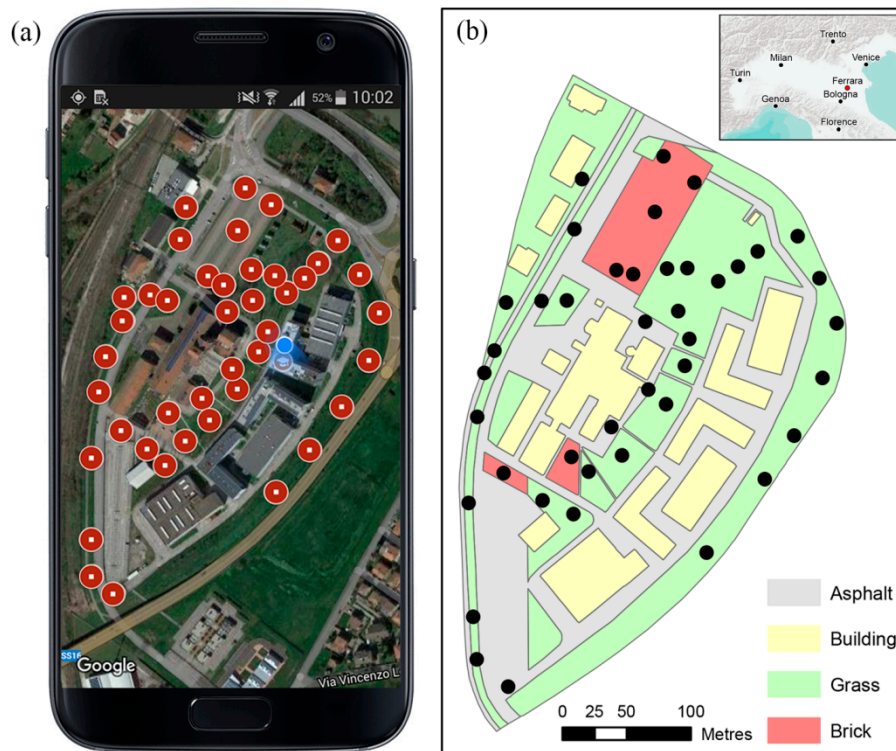 (a)
52% 10:02
SS16
Google
Via Vincenzo L
(b)
Trento
Milan
Venice
Turin
Ferrara
Bologna
Genoa
Florence
Asphalt
Building
Grass
Brick
0 25 50 100
Metres